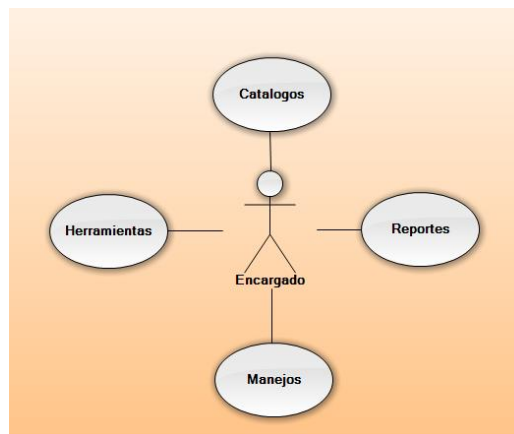 Catalogos
Herramientas
Reportes
Encargado
Manejos